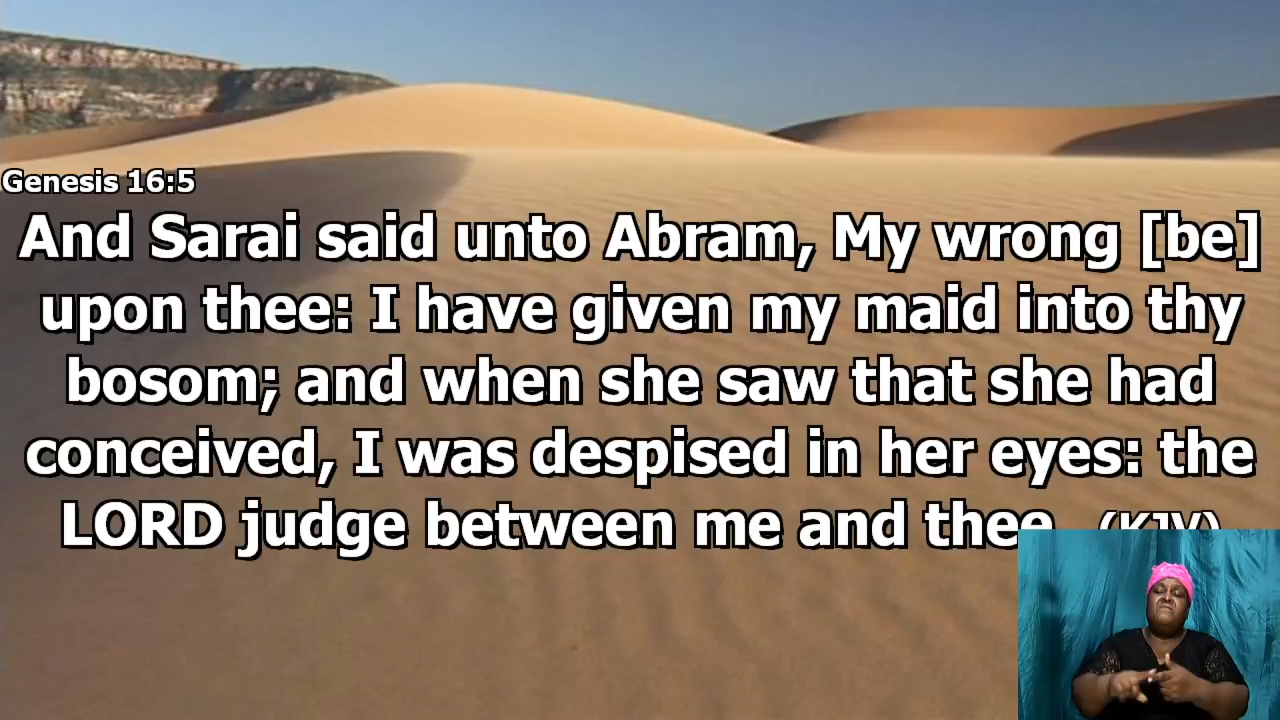 Genesis 16:5
And Sarai said unto Abram, My wrong [be]
upon thee: I have given my maid into thy
bosom; and when she saw that she had
conceived, I was despised in her eyes: the
LORD judge between me and thee. (KJV)